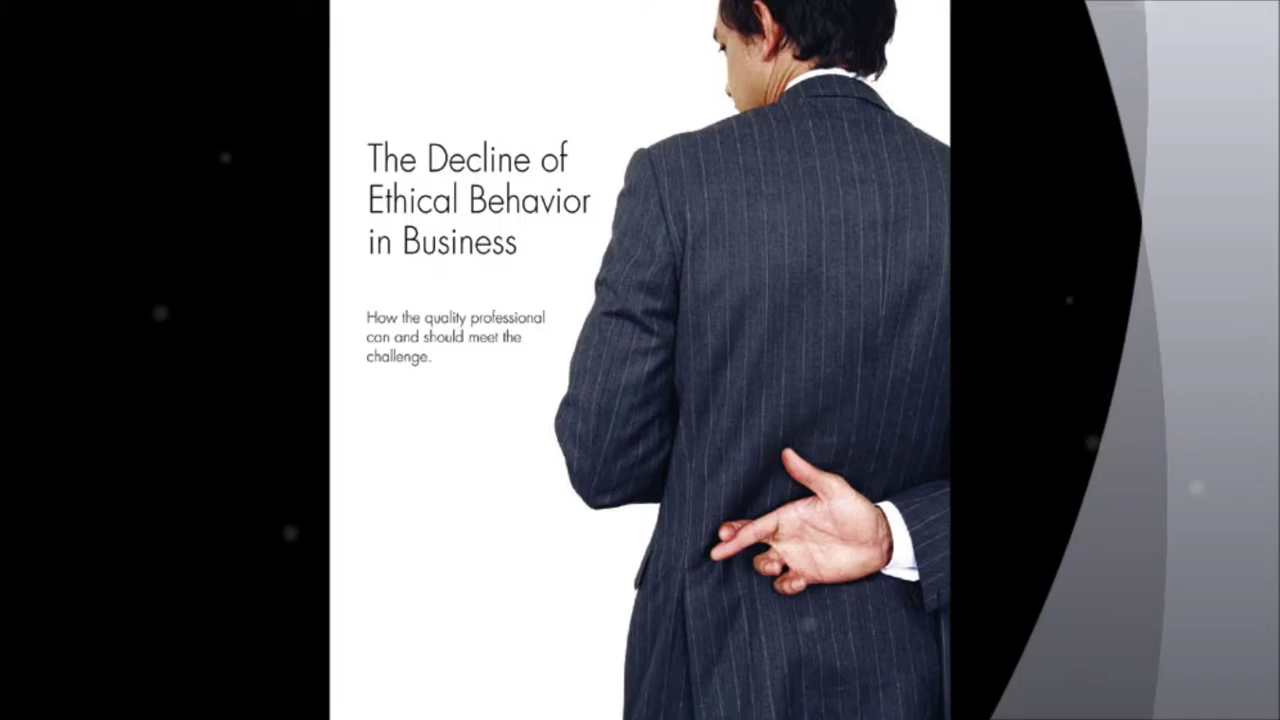 The Decline of
Ethical Behavior
in Business
How the quality professional
can and should meet the
challenge.